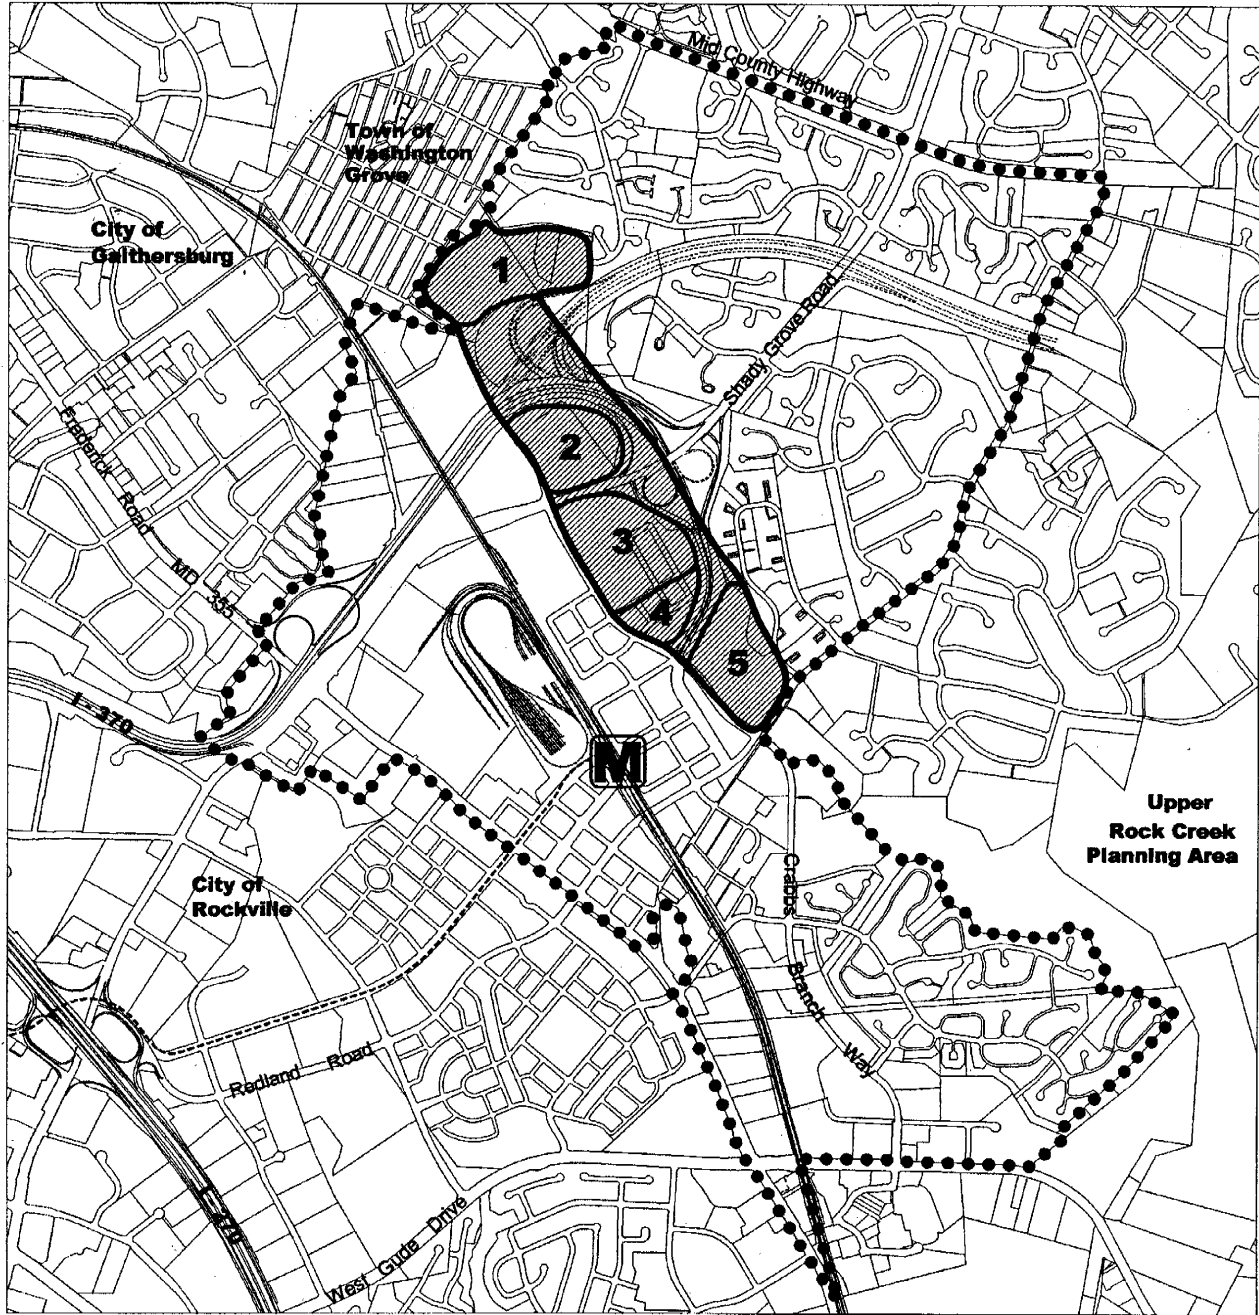 Mid County Highway
Town of
Washington
Grove
City of
Gaithersburg
1
Shady Grove Road
2
Frederick Road MD 355
3
4
5
I - 370
M
Upper
Rock Creek
Planning Area
City of
Rockville
Crabbs Branch Way
Redland Road
I - 270
West Gude Drive